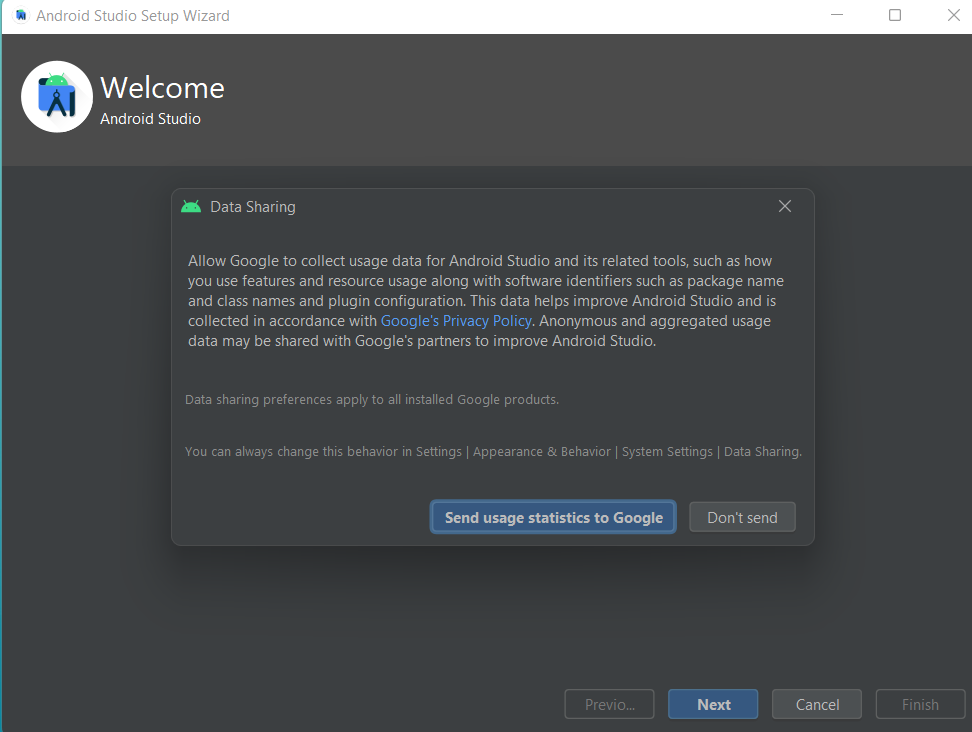 Android Studio Setup Wizard
Welcome
Android Studio
Data Sharing
Allow Google to collect usage data for Android Studio and its related tools, such as how
you use features and resource usage along with software identifiers such as package name
and class names and plugin configuration. This data helps improve Android Studio and is
collected in accordance with Google's Privacy Policy. Anonymous and aggregated usage
data may be shared with Google's partners to improve Android Studio.
Data sharing preferences apply to all installed Google products.
You can always change this behavior in Settings | Appearance & Behavior | System Settings | Data Sharing.
Send usage statistics to Google Don't send
Previo... Next Cancel Finish